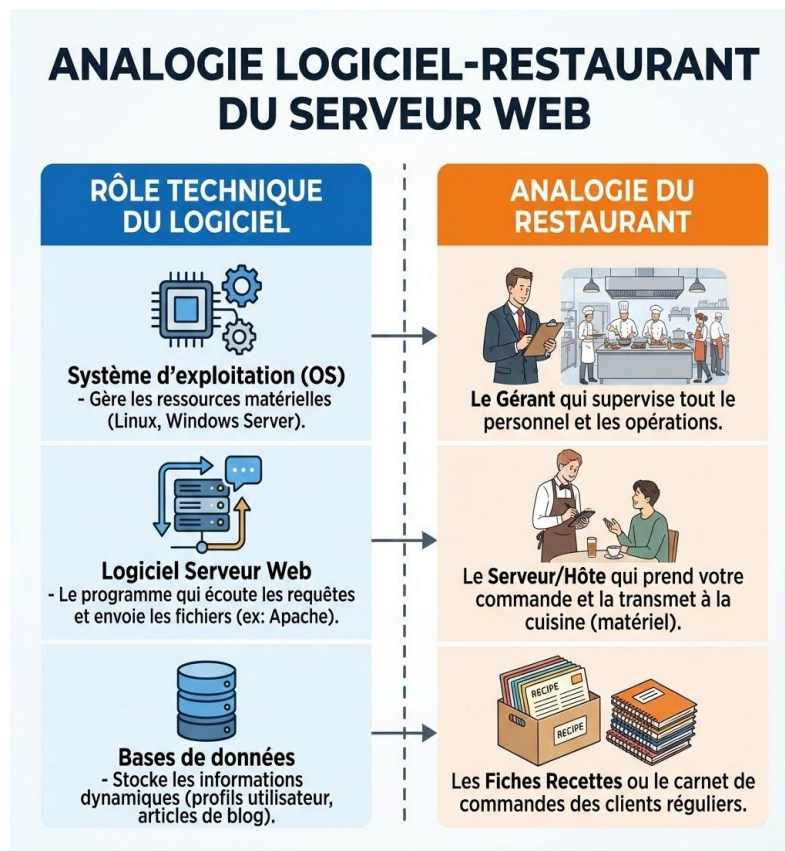 ANALOGIE LOGICIEL-RESTAURANT
DU SERVEUR WEB
RÔLE TECHNIQUE
DU LOGICIEL
ANALOGIE DU
RESTAURANT
Système d'exploitation (OS)
- Gère les ressources matérielles
(Linux, Windows Server).
Le Gérant qui supervise tout le
personnel et les opérations.
Logiciel Serveur Web
- Le programme qui écoute les requêtes
et envoie les fichiers (ex: Apache).
Le Serveur/Hôte qui prend votre
commande et la transmet à la
cuisine (matériel).
Bases de données
- Stocke les informations
dynamiques (profils utilisateur,
articles de blog).
RECIPE
RECIPE
Les Fiches Recettes ou le carnet de
commandes des clients réguliers.